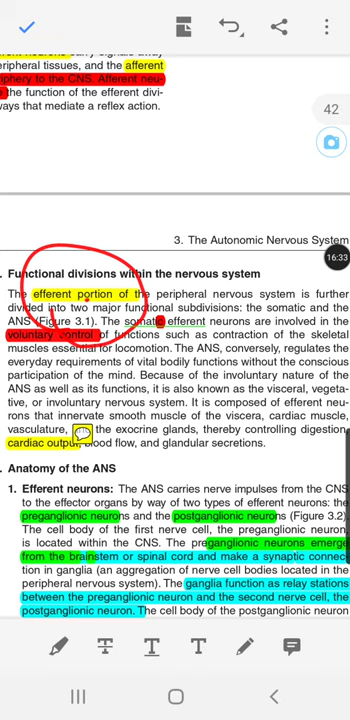 eripheral tissues, and the afferent
iphery to the CNS. Afferent neu-
the function of the efferent divi-
ways that mediate a reflex action.
42
3. The Autonomic Nervous System
16:33
. Functional divisions within the nervous system
The efferent portion of the peripheral nervous system is further
divided into two major functional subdivisions: the somatic and the
ANS (Figure 3.1). The somatic efferent neurons are involved in the
voluntary control of functions such as contraction of the skeletal
muscles essential for locomotion. The ANS, conversely, regulates the
everyday requirements of vital bodily functions without the conscious
participation of the mind. Because of the involuntary nature of the
ANS as well as its functions, it is also known as the visceral, vegeta-
tive, or involuntary nervous system. It is composed of efferent neu-
rons that innervate smooth muscle of the viscera, cardiac muscle,
vasculature, the exocrine glands, thereby controlling digestion,
cardiac output, blood flow, and glandular secretions.
. Anatomy of the ANS
1. Efferent neurons: The ANS carries nerve impulses from the CNS
to the effector organs by way of two types of efferent neurons: the
preganglionic neurons and the postganglionic neurons (Figure 3.2)
The cell body of the first nerve cell, the preganglionic neuron,
is located within the CNS. The preganglionic neurons emerge
from the brainstem or spinal cord and make a synaptic connec-
tion in ganglia (an aggregation of nerve cell bodies located in the
peripheral nervous system). The ganglia function as relay stations
between the preganglionic neuron and the second nerve cell, the
postganglionic neuron. The cell body of the postganglionic neuron
T T T